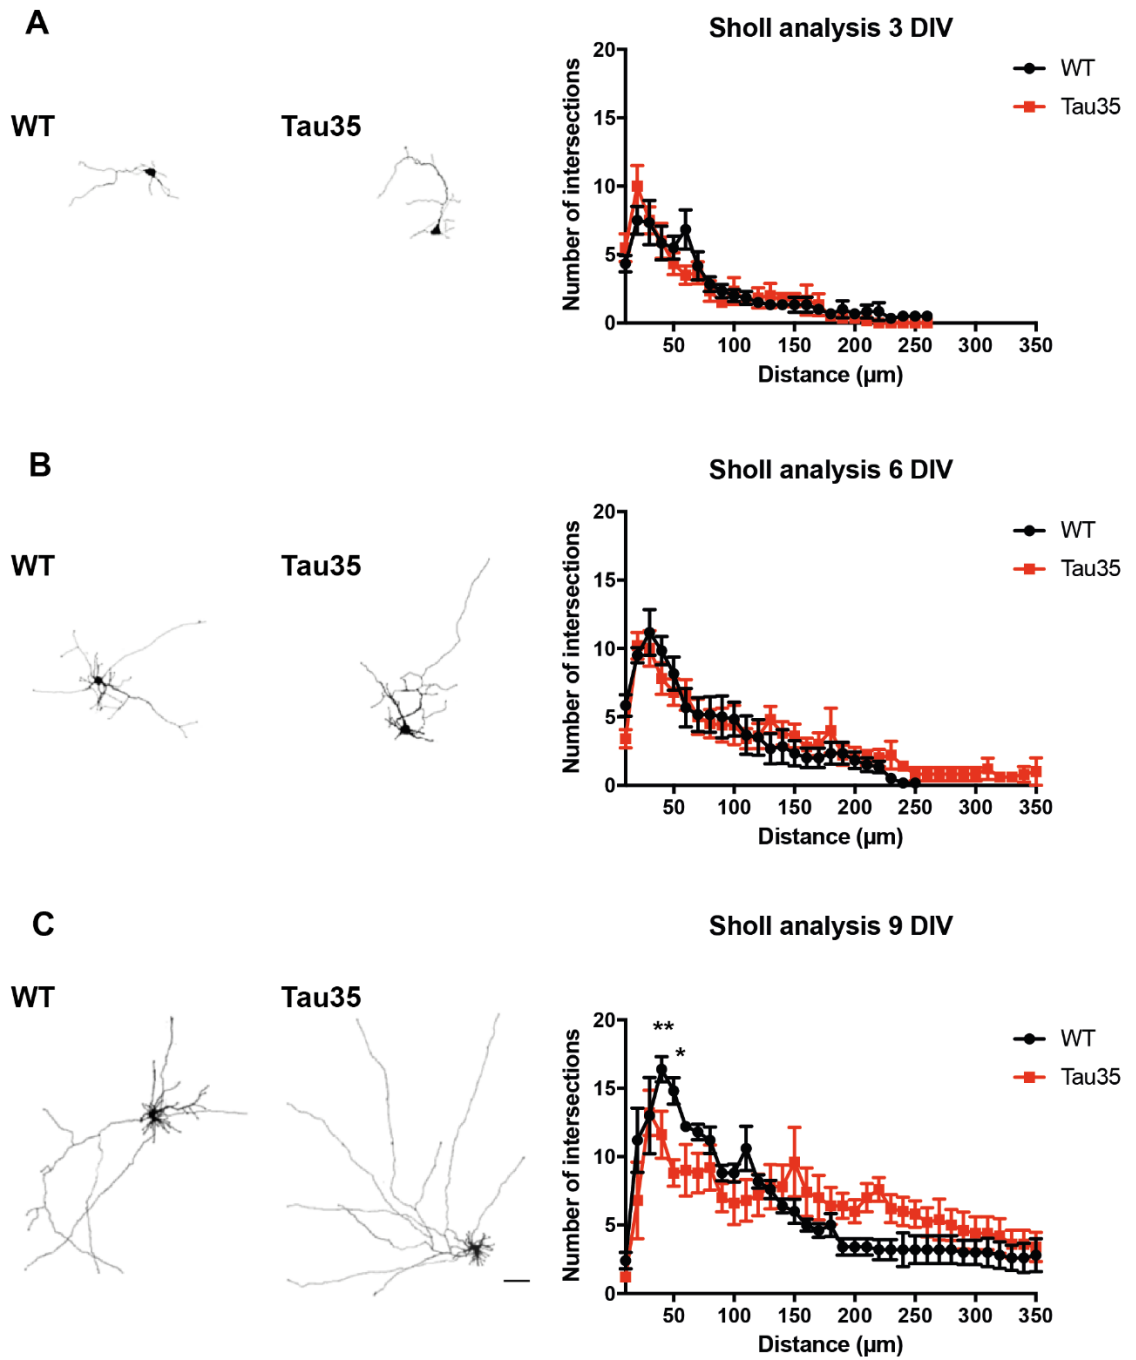 A
Sholl analysis 3 DIV
WT
Tau35
Number of intersections
20
15
10
5
0
50 100 150 200 250 300 350
Distance (µm)
WT
Tau35
B
Sholl analysis 6 DIV
WT
Tau35
Number of intersections
20
15
10
5
0
50 100 150 200 250 300 350
Distance (µm)
WT
Tau35
C
Sholl analysis 9 DIV
WT
Tau35
Number of intersections
20
15
10
5
0
**
*
50 100 150 200 250 300 350
Distance (µm)
WT
Tau35